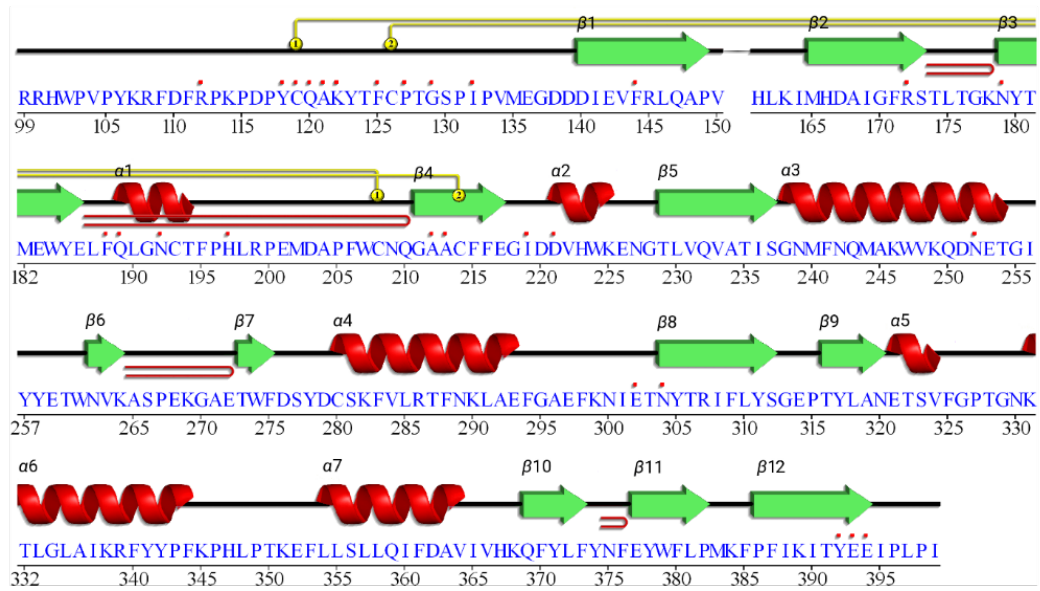 β1 β2 β3
1 2
RRHWPVPYKRFDFRPKPDPYCQAKYTFCPTGSPIPVMEGDDDIEVFRLQAPV HLKIMHDAIGFRSTLTGKNYT
99 105 110 115 120 125 130 135 140 145 150 165 170 175 180
α1 β4 α2 β5 α3
1 2
MEWYELFQLGNCTFPHLRPEMDAPFWCNQGAACFFEGIDDVHWKENGTLVQVATISGNMFNQMAKWVKQDNETGI
182 190 195 200 205 210 215 220 225 230 235 240 245 250 255
β6 β7 α4 β8 β9 α5
YYETWNVKASPEKGAETWFDSYDCSKFVLRTFNKLAEFGAEFKNIETNYTRIFLYSGEPTYLANETSVFGPTGNK
257 265 270 275 280 285 290 295 300 305 310 315 320 325 330
α6 α7 β10 β11 β12
TLGLAIKRFYYPFKPHLPTKEFLLSLLQIFDAVIVHKQFYLFYNFEYWFLPMKFPFIKITYEEIPLPI
332 340 345 350 355 360 365 370 375 380 385 390 395